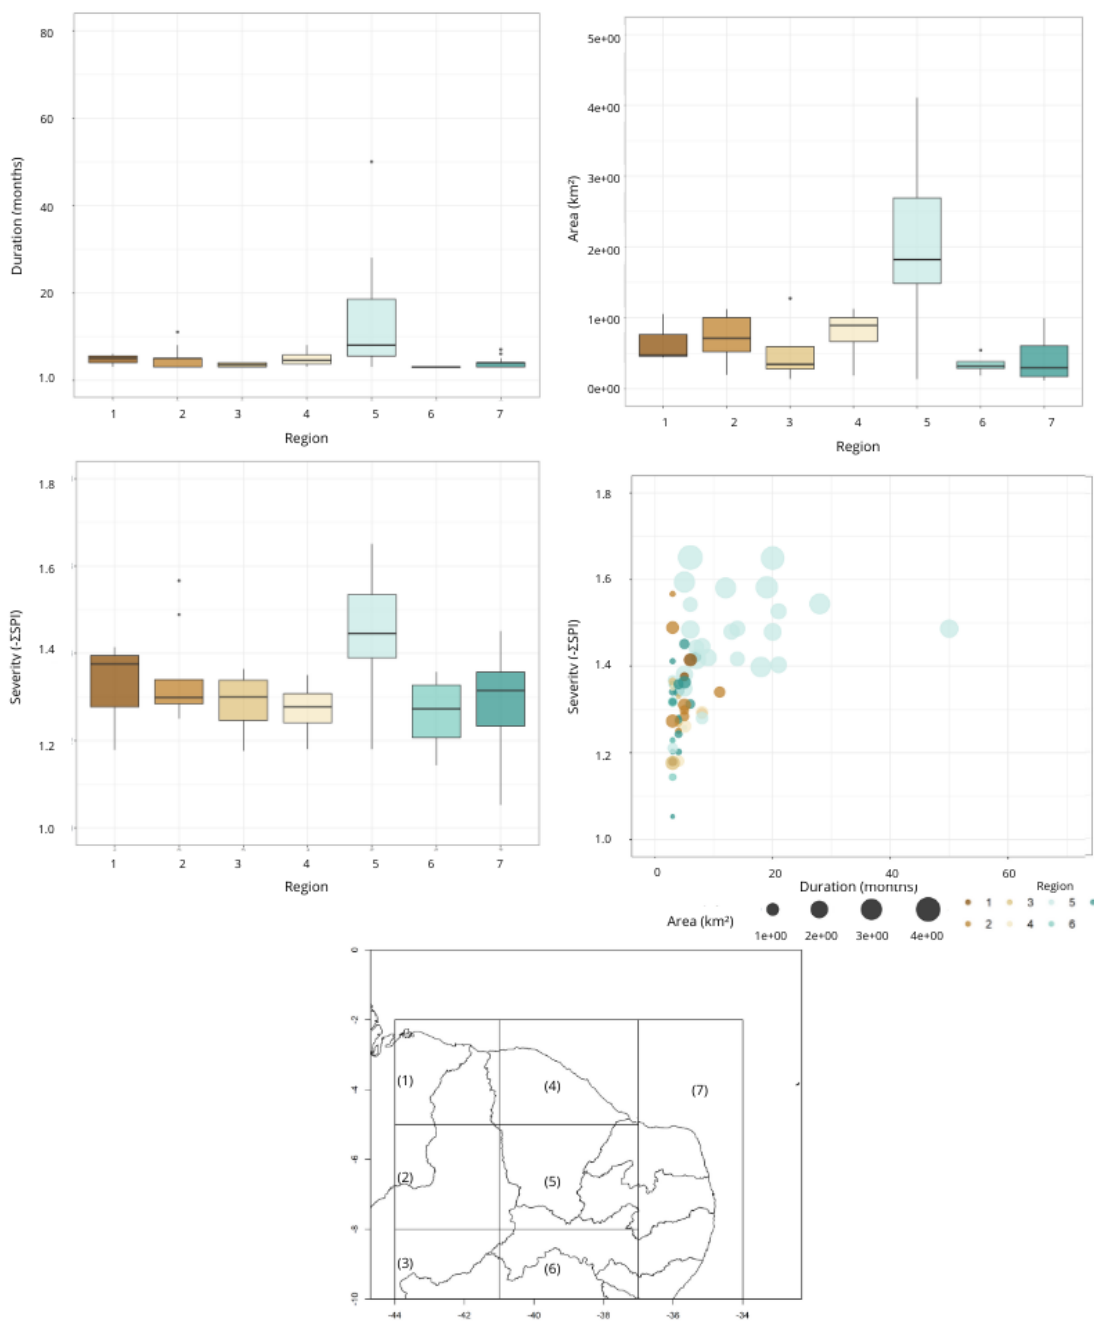 80
60
40
20
1.0
Duration (months)
1 2 3 4 5 6 7
Region
5e+00
4e+00
3e+00
2e+00
1e+00
0e+00
Area (km²)
1 2 3 4 5 6 7
Region
1.8
1.6
1.4
1.2
1.0
Severity (-ΣSPI)
1 2 3 4 5 6 7
Region
1.8
1.6
1.4
1.2
1.0
Severity (-ΣSPI)
0 20 40 60
Duration (months)
Region
Area (km²)
1e+00 2e+00 3e+00 4e+00
1 3 5
2 4 6
0
-2
-4
-6
-8
-10
(1) (4) (7)
(2) (5)
(3) (6)
-44 -42 -40 -38 -36 -34